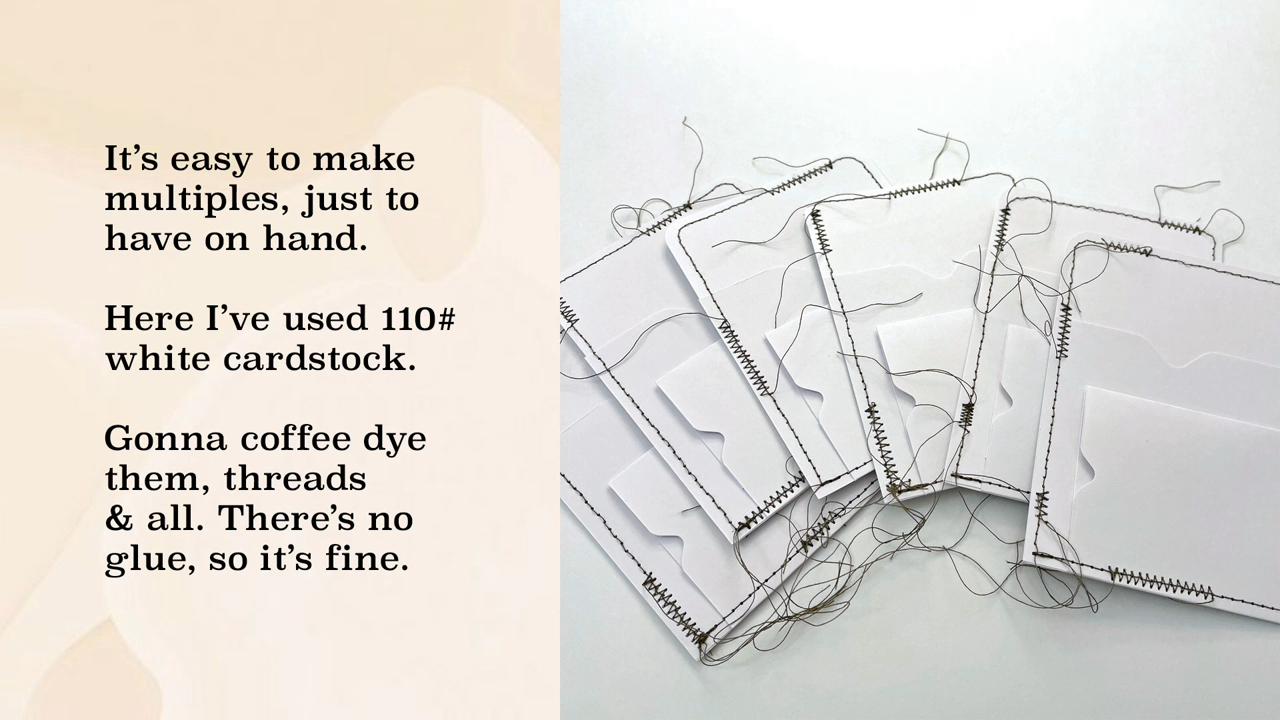 It’s easy to make
multiples, just to
have on hand.
Here I’ve used 110#
white cardstock.
Gonna coffee dye
them, threads
& all. There’s no
glue, so it’s fine.